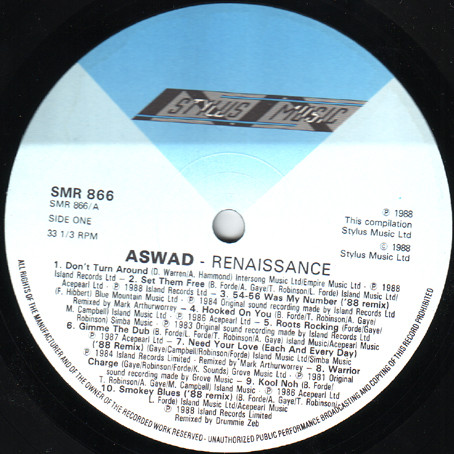 STYLUS MUSIC
SMR 866
SMR 866/A
SIDE ONE
33 1/3 RPM
℗ 1988
This compilation
Stylus Music Ltd
© 1988
Stylus Music Ltd
ASWAD - RENAISSANCE
1. Don't Turn Around (D. Warren/A. Hammond) Intersong Music Ltd/Empire Music Ltd ℗ 1988
Island Records Ltd – 2. Set Them Free (B. Forde/A. Gaye/T. Robinson) Island Music Ltd/
Acepearl Ltd – ℗ 1988 Island Records Ltd – 3. 54-56 Was My Number ('88 remix)
(F. Hibbert) Blue Mountain Music Ltd – ℗ 1984 Original sound recording made by Island Records Ltd –
Remixed by Mark Arthurworrey – 4. Hooked On You (B. Forde/T. Robinson/A. Gaye/
M. Campbell) Island Music Ltd – ℗ 1985 Acepearl Ltd – 5. Roots Rocking (Forde/Gaye/
Robinson) Simba Music – ℗ 1983 Original sound recording made by Island Records Ltd
6. Gimme The Dub (B. Forde/L. Forde/T. Robinson/A. Gaye) Island Music/Acepearl Music –
℗ 1987 Acepearl Ltd – 7. Need Your Love (Each And Every Day)
('88 Remix) (Gaye/Campbell/Forde/Robinson) Island Music Ltd/Simba Music
℗ 1984 Island Records Limited – Remixed by Mark Arthurworrey – 8. Warrior
Charge (Gaye/Robinson/Forde/K. Sounds) Grove Music Ltd – ℗ 1981 Original
sound recording made by Grove Music – 9. Kool Noh (B. Forde/
T. Robinson/A. Gaye/M. Campbell) Island Music Ltd – ℗ 1986 Acepearl Ltd –
10. Smokey Blues ('88 remix) (B. Forde/A. Gaye/T. Robinson/
L. Forde) Island Music Ltd/Acepearl Music
℗ 1988 Island Records Limited
Remixed by Drummie Zeb
ALL RIGHTS OF THE MANUFACTURER AND OF THE OWNER OF THE RECORDED WORK RESERVED - UNAUTHORIZED PUBLIC PERFORMANCE BROADCASTING AND COPYING OF THIS RECORD PROHIBITED